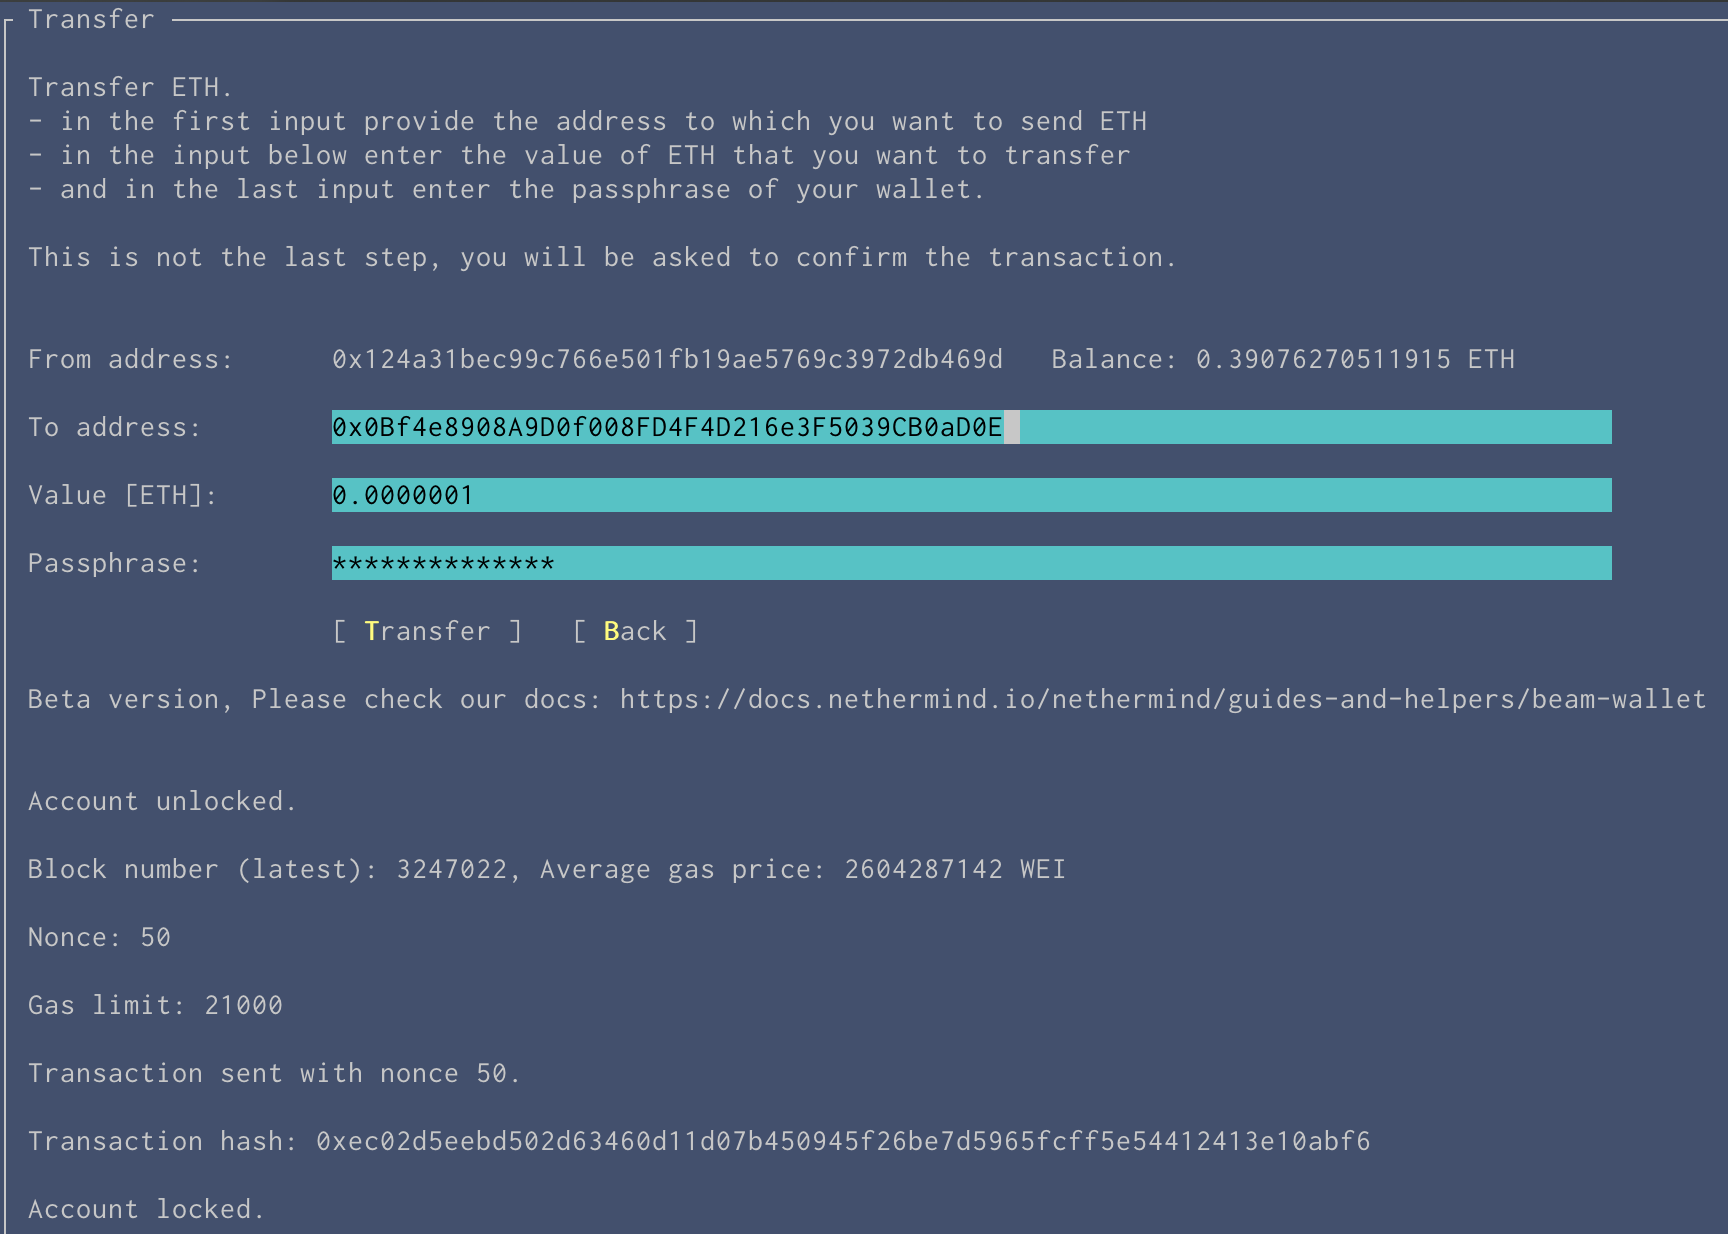 Transfer
Transfer ETH.
- in the first input provide the address to which you want to send ETH
- in the input below enter the value of ETH that you want to transfer
- and in the last input enter the passphrase of your wallet.
This is not the last step, you will be asked to confirm the transaction.
From address: 0x124a31bec99c766e501fb19ae5769c3972db469d Balance: 0.39076270511915 ETH
To address: 0x0Bf4e8908A9D0f008FD4F4D216e3F5039CB0aD0E
Value [ETH]: 0.0000001
Passphrase: **************
[ Transfer ] [ Back ]
Beta version, Please check our docs: https://docs.nethermind.io/nethermind/guides-and-helpers/beam-wallet
Account unlocked.
Block number (latest): 3247022, Average gas price: 2604287142 WEI
Nonce: 50
Gas limit: 21000
Transaction sent with nonce 50.
Transaction hash: 0xec02d5eebd502d63460d11d07b450945f26be7d5965fcff5e54412413e10abf6
Account locked.